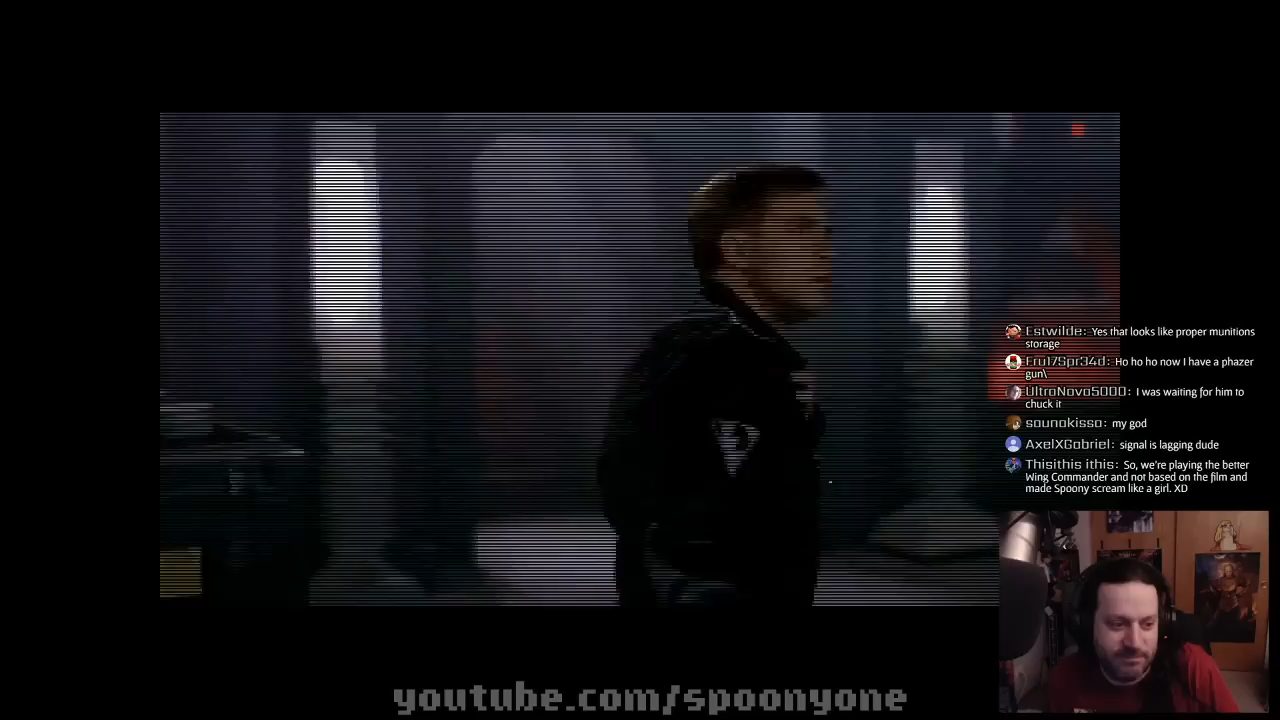 Estwilde: Yes that looks like proper munitions
storage
Fru17Spr34d: Ho ho ho now I have a phazer
gun\
UltroNovo5000: I was waiting for him to
chuck it
sounokisso: my god
AxelXGabriel: signal is lagging dude
Thisithis ithis: So, we're playing the better
Wing Commander and not based on the film and
made Spoony scream like a girl. XD
youtube.com/spoonyone